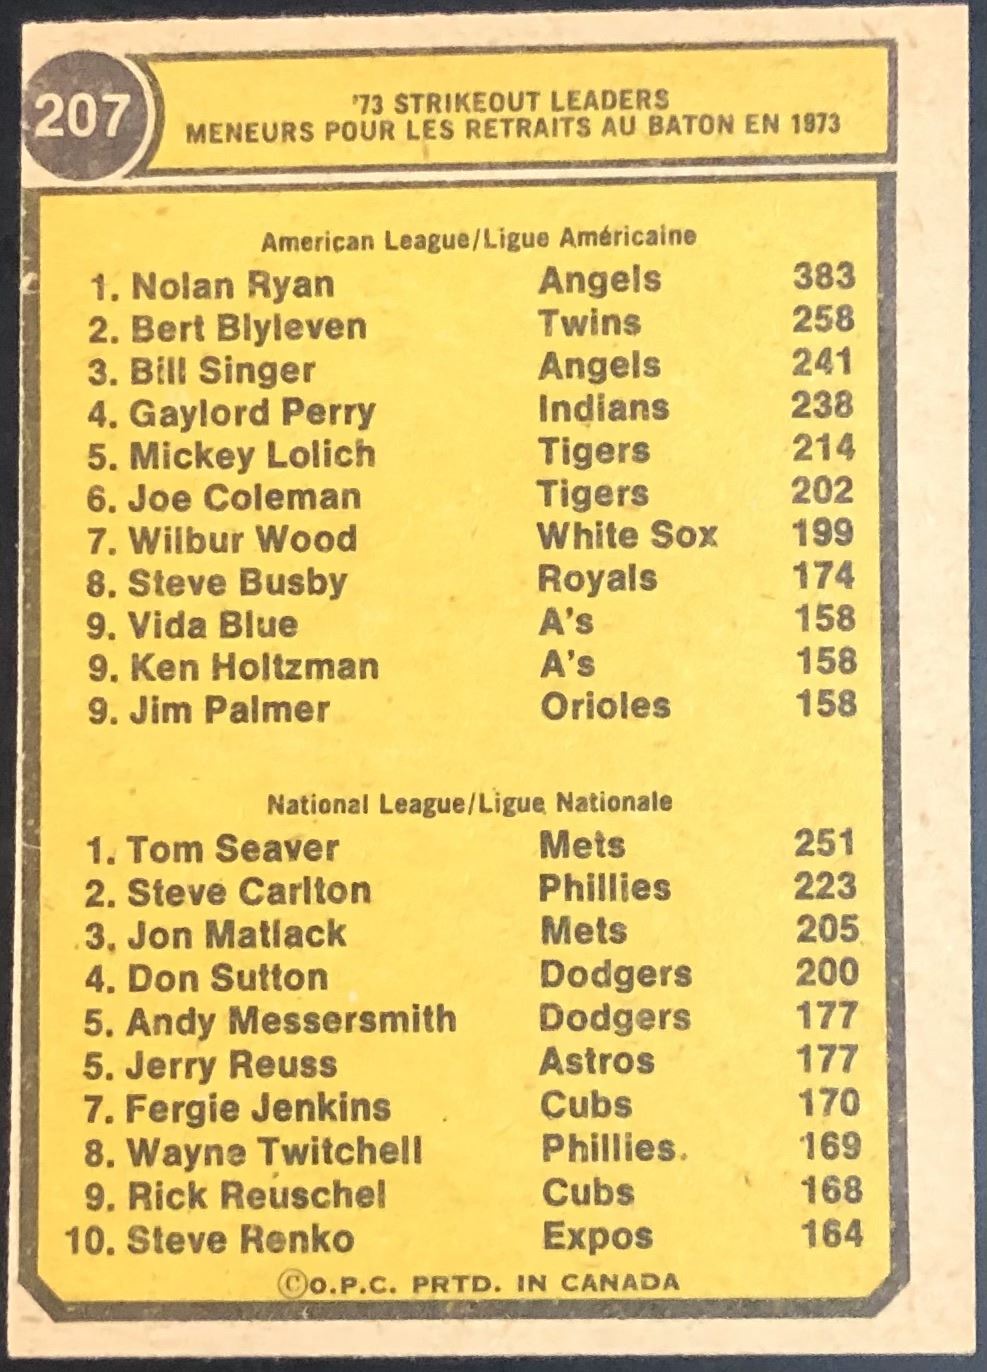 207
'73 STRIKEOUT LEADERS
MENEURS POUR LES RETRAITS AU BATON EN 1973
American League/Ligue Américaine
1. Nolan Ryan Angels 383
2. Bert Blyleven Twins 258
3. Bill Singer Angels 241
4. Gaylord Perry Indians 238
5. Mickey Lolich Tigers 214
6. Joe Coleman Tigers 202
7. Wilbur Wood White Sox 199
8. Steve Busby Royals 174
9. Vida Blue A's 158
9. Ken Holtzman A's 158
9. Jim Palmer Orioles 158
National League/Ligue Nationale
1. Tom Seaver Mets 251
2. Steve Carlton Phillies 223
3. Jon Matlack Mets 205
4. Don Sutton Dodgers 200
5. Andy Messersmith Dodgers 177
5. Jerry Reuss Astros 177
7. Fergie Jenkins Cubs 170
8. Wayne Twitchell Phillies. 169
9. Rick Reuschel Cubs 168
10. Steve Renko Expos 164
©O.P.C. PRTD. IN CANADA